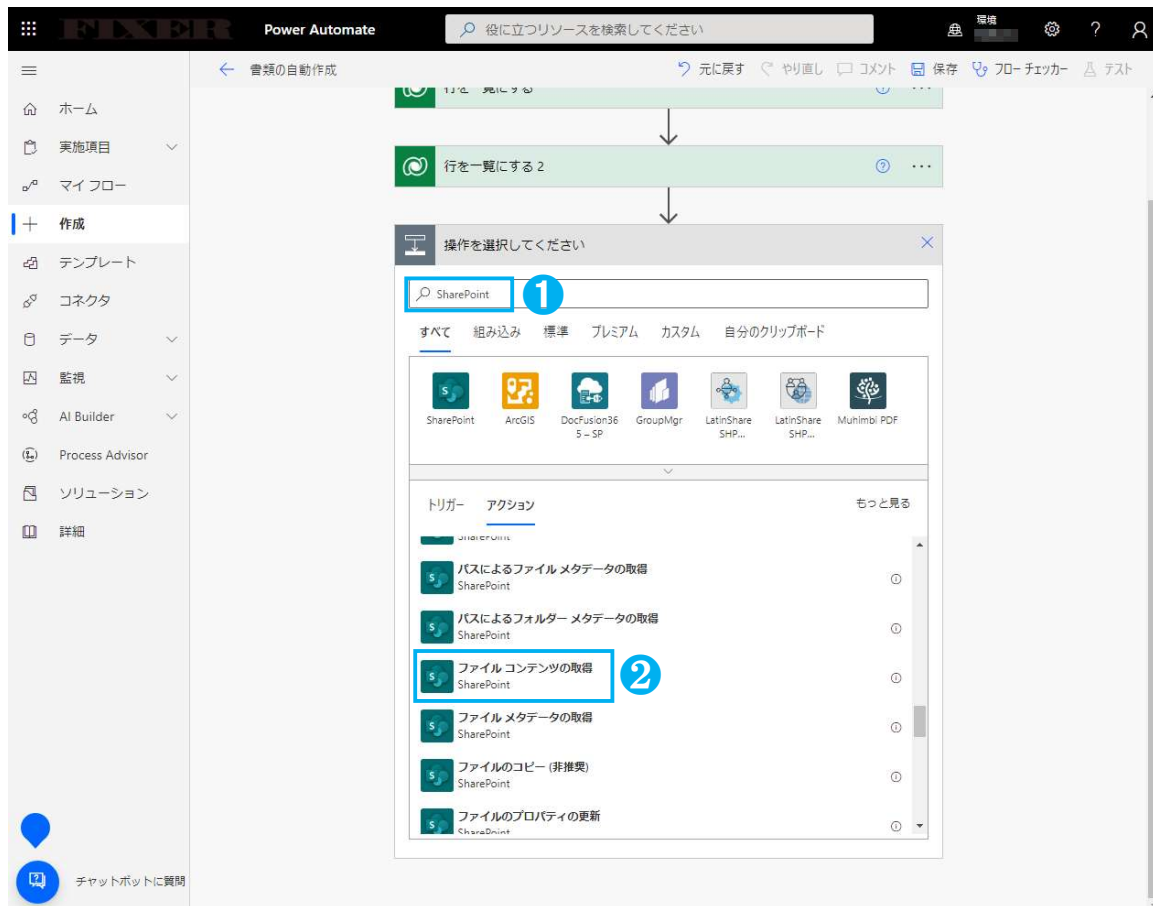 FIXER
Power Automate
役に立つリソースを検索してください
環境
書類の自動作成
元に戻す
やり直し
コメント
保存
フロー チェッカー
テスト
ホーム
実施項目
マイ フロー
作成
テンプレート
コネクタ
データ
監視
AI Builder
Process Advisor
ソリューション
詳細
チャットボットに質問
行を一覧にする
行を一覧にする 2
操作を選択してください
SharePoint
1
すべて 組み込み 標準 プレミアム カスタム 自分のクリップボード
SharePoint
ArcGIS
DocFusion36
5 – SP
GroupMgr
LatinShare
SHP...
LatinShare
SHP...
Muhimbi PDF
トリガー アクション もっと見る
SharePoint
パスによるファイル メタデータの取得
SharePoint
パスによるフォルダー メタデータの取得
SharePoint
ファイル コンテンツの取得
SharePoint
2
ファイル メタデータの取得
SharePoint
ファイルのコピー (非推奨)
SharePoint
ファイルのプロパティの更新
SharePoint